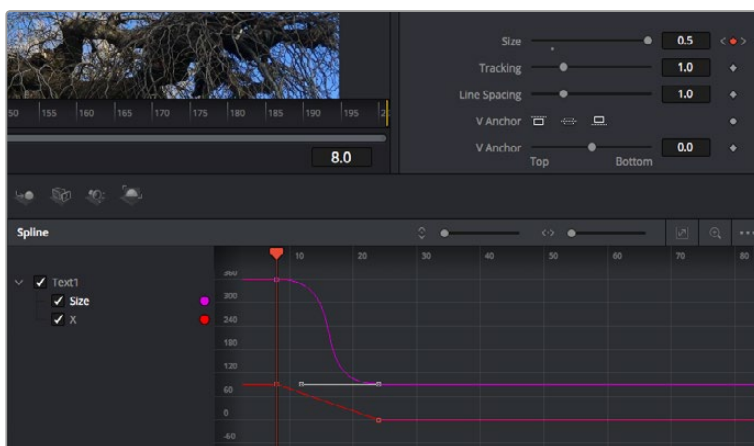 Size 0.5
Tracking 1.0
Line Spacing 1.0
V Anchor
V Anchor 0.0
Top Bottom
50 155 160 165 170 175 180 185 190 195
8.0
Spline
Text1
Size
X
10 20 30 40 50 60 70 80
360
300
240
180
120
60
0
-60